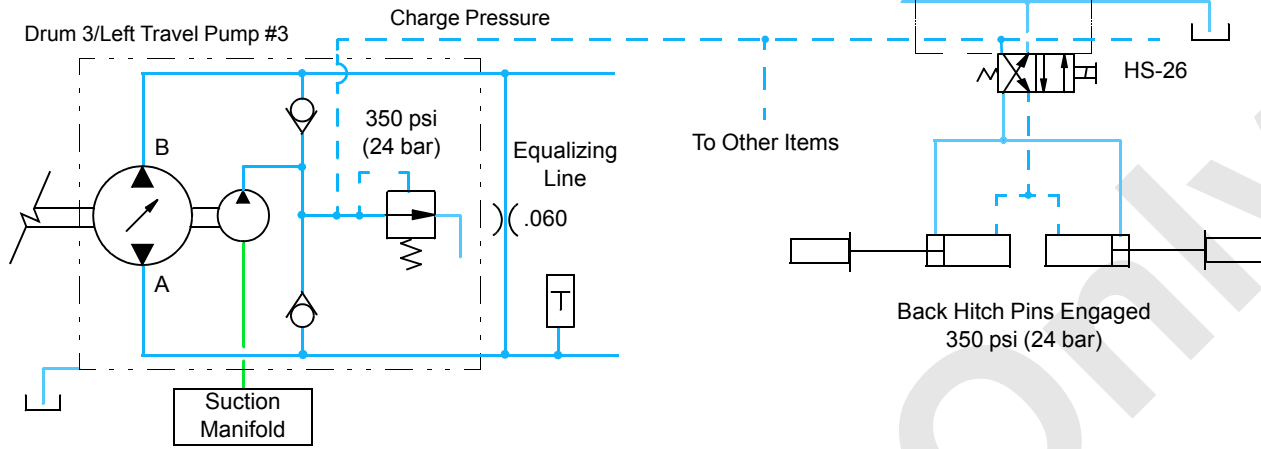 Charge Pressure
Drum 3/Left Travel Pump #3
HS-26
350 psi
(24 bar)
To Other Items
B
Equalizing
Line
.060
A
T
Back Hitch Pins Engaged
350 psi (24 bar)
Suction
Manifold
Only